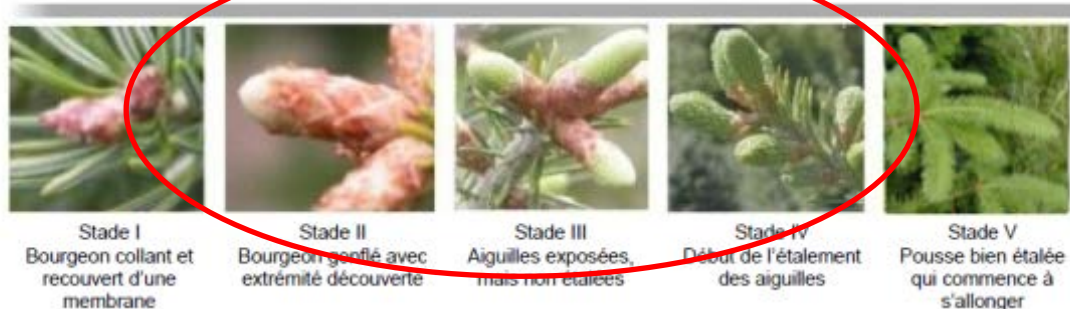 Stade I
Bourgeon collant et
recouvert d'une
membrane
Stade II
Bourgeon gonflé avec
extrémité découverte
Stade III
Aiguilles exposées,
mais non étalées
Stade IV
Début de l'étalement
des aiguilles
Stade V
Pousse bien étalée
qui commence à
s'allonger